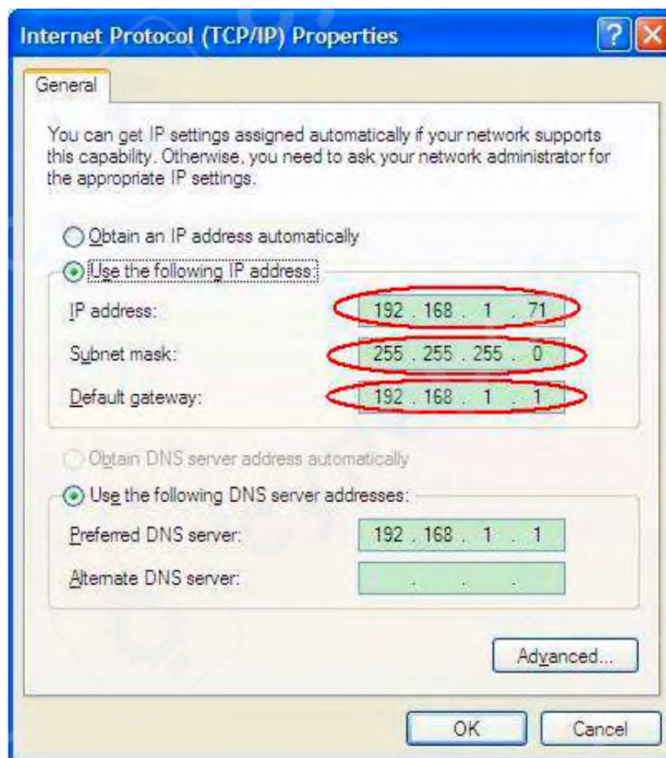 Internet Protocol (TCP/IP) Properties
General
You can get IP settings assigned automatically if your network supports
this capability. Otherwise, you need to ask your network administrator for
the appropriate IP settings.
Obtain an IP address automatically
Use the following IP address:
IP address: 192 . 168 . 1 . 71
Subnet mask: 255 . 255 . 255 . 0
Default gateway: 192 . 168 . 1 . 1
Obtain DNS server address automatically
Use the following DNS server addresses:
Preferred DNS server: 192 . 168 . 1 . 1
Alternate DNS server: . . .
Advanced...
OK Cancel